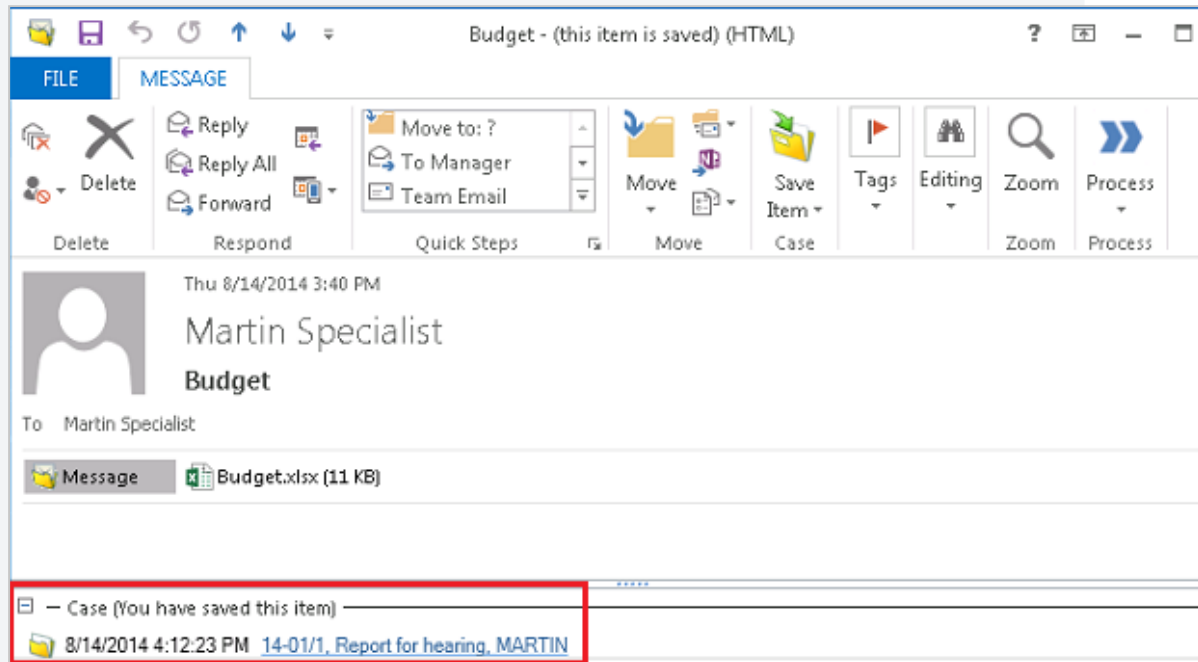 Budget - (this item is saved) (HTML)
?
FILE MESSAGE
Delete
Reply
Reply All
Forward
Move to: ?
To Manager
Team Email
Move
Save Item
Tags
Editing
Zoom
Process
Delete Respond Quick Steps Move Case Zoom Process
Thu 8/14/2014 3:40 PM
Martin Specialist
Budget
To Martin Specialist
Message Budget.xlsx (11 KB)
Case (You have saved this item)
8/14/2014 4:12:23 PM 14-01/1, Report for hearing, MARTIN